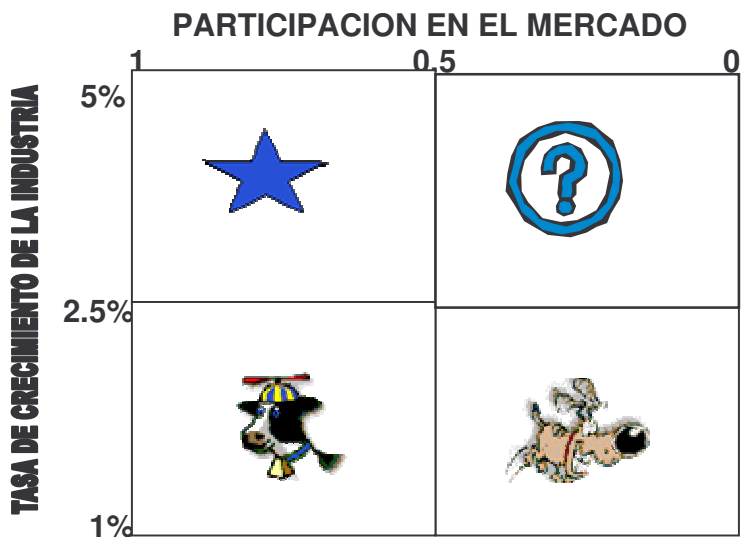 PARTICIPACION EN EL MERCADO
1 0.5 0
5%
TASA DE CRECIMIENTO DE LA INDUSTRIA
?
2.5%
1%